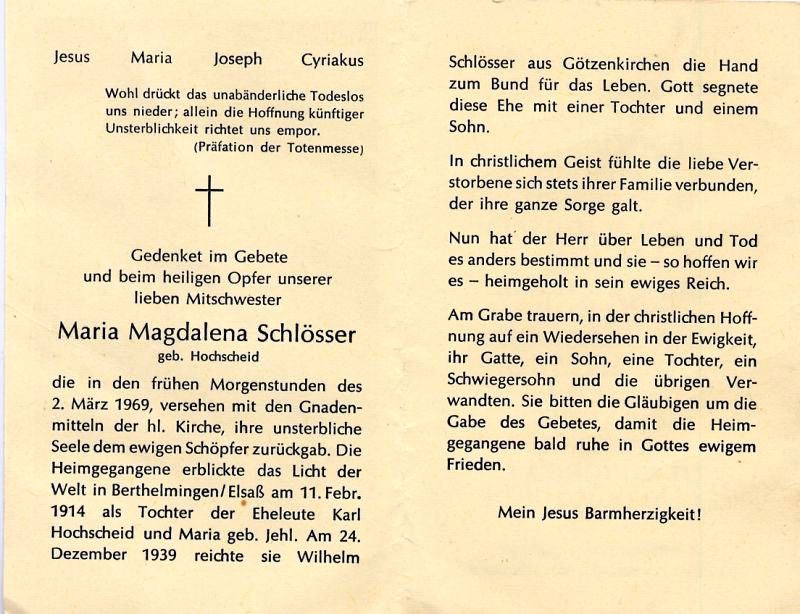 Jesus Maria Joseph Cyriakus
Wohl drückt das unabänderliche Todeslos
uns nieder; allein die Hoffnung künftiger
Unsterblichkeit richtet uns empor.
(Präfation der Totenmesse)
Gedenket im Gebete
und beim heiligen Opfer unserer
lieben Mitschwester
Maria Magdalena Schlösser
geb. Hochscheid
die in den frühen Morgenstunden des
2. März 1969, versehen mit den Gnaden-
mitteln der hl. Kirche, ihre unsterbliche
Seele dem ewigen Schöpfer zurückgab. Die
Heimgegangene erblickte das Licht der
Welt in Berthelmingen/Elsaß am 11. Febr.
1914 als Tochter der Eheleute Karl
Hochscheid und Maria geb. Jehl. Am 24.
Dezember 1939 reichte sie Wilhelm
Schlösser aus Götzenkirchen die Hand
zum Bund für das Leben. Gott segnete
diese Ehe mit einer Tochter und einem
Sohn.
In christlichem Geist fühlte die liebe Ver-
storbene sich stets ihrer Familie verbunden,
der ihre ganze Sorge galt.
Nun hat der Herr über Leben und Tod
es anders bestimmt und sie – so hoffen wir
es – heimgeholt in sein ewiges Reich.
Am Grabe trauern, in der christlichen Hoff-
nung auf ein Wiedersehen in der Ewigkeit,
ihr Gatte, ein Sohn, eine Tochter, ein
Schwiegersohn und die übrigen Ver-
wandten. Sie bitten die Gläubigen um die
Gabe des Gebetes, damit die Heim-
gegangene bald ruhe in Gottes ewigem
Frieden.
Mein Jesus Barmherzigkeit!